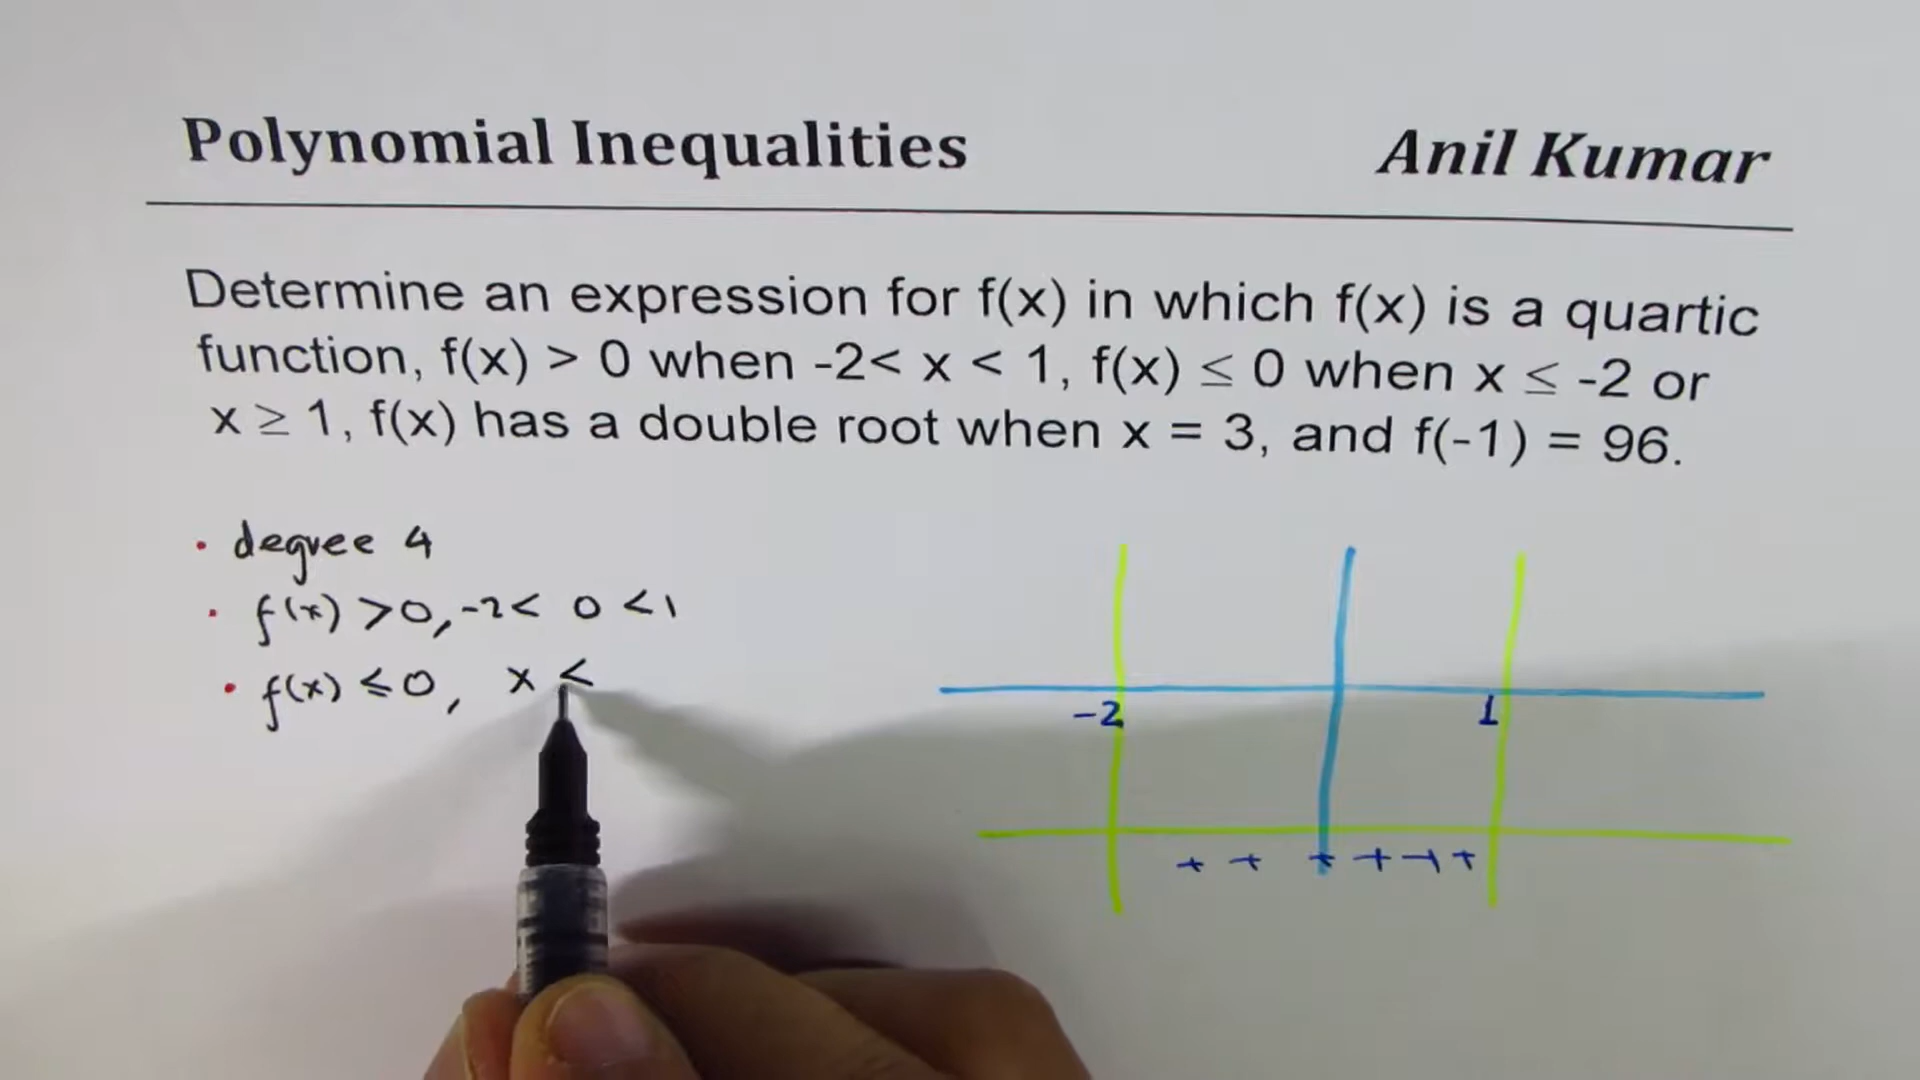 Polynomial Inequalities Anil Kumar
Determine an expression for f(x) in which f(x) is a quartic
function, f(x) > 0 when -2< x < 1, f(x) ≤ 0 when x ≤ -2 or
x ≥ 1, f(x) has a double root when x = 3, and f(-1) = 96.
• degree 4
• f(x) >0, -2< 0 <1
• f(x) ≤0, x <
-2 1
+ + + + + +